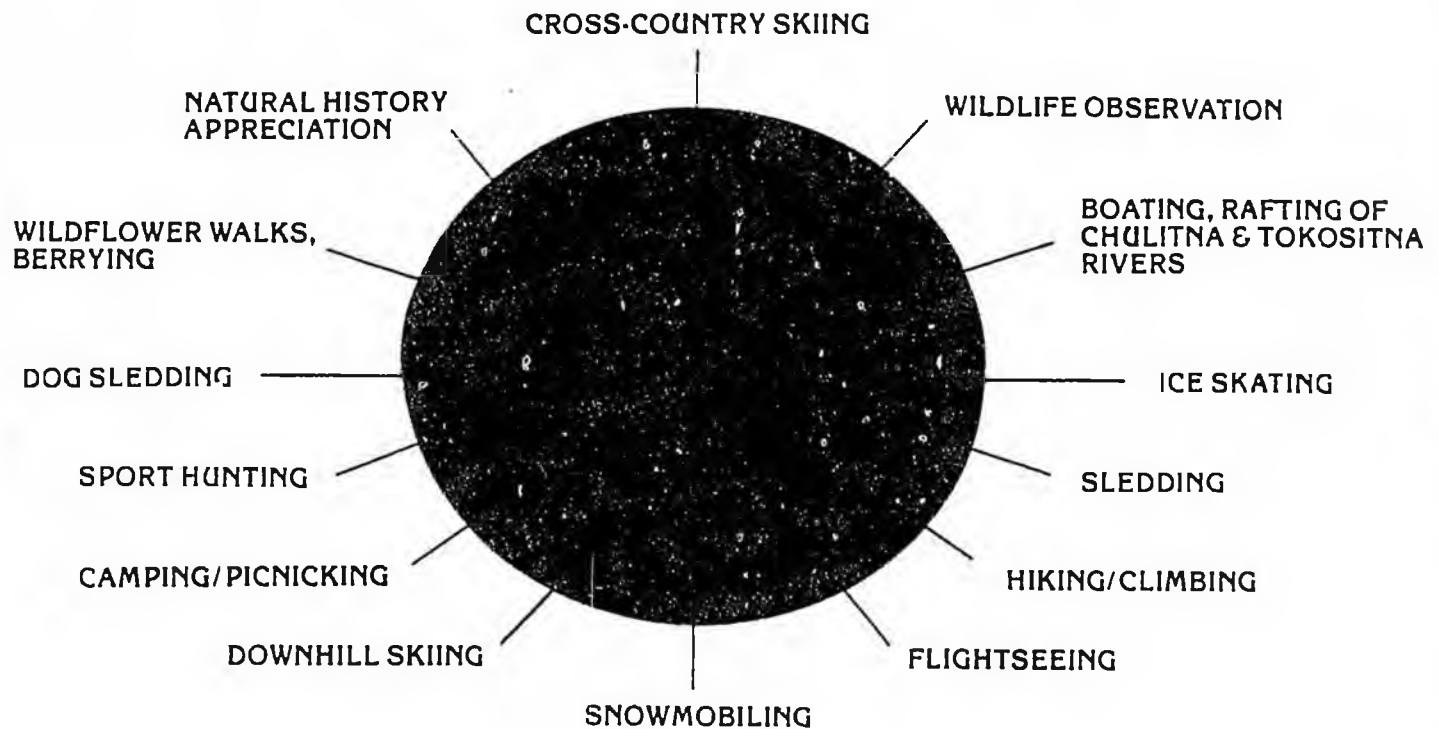 CROSS-COUNTRY SKIING
NATURAL HISTORY
APPRECIATION
WILDLIFE OBSERVATION
WILDFLOWER WALKS,
BERRYING
BOATING, RAFTING OF
CHULITNA & TOKOSITNA
RIVERS
DOG SLEDDING
ICE SKATING
SPORT HUNTING
SLEDDING
CAMPING/PICNICKING
HIKING/CLIMBING
DOWNHILL SKIING
FLIGHTSEEING
SNOWMOBILING